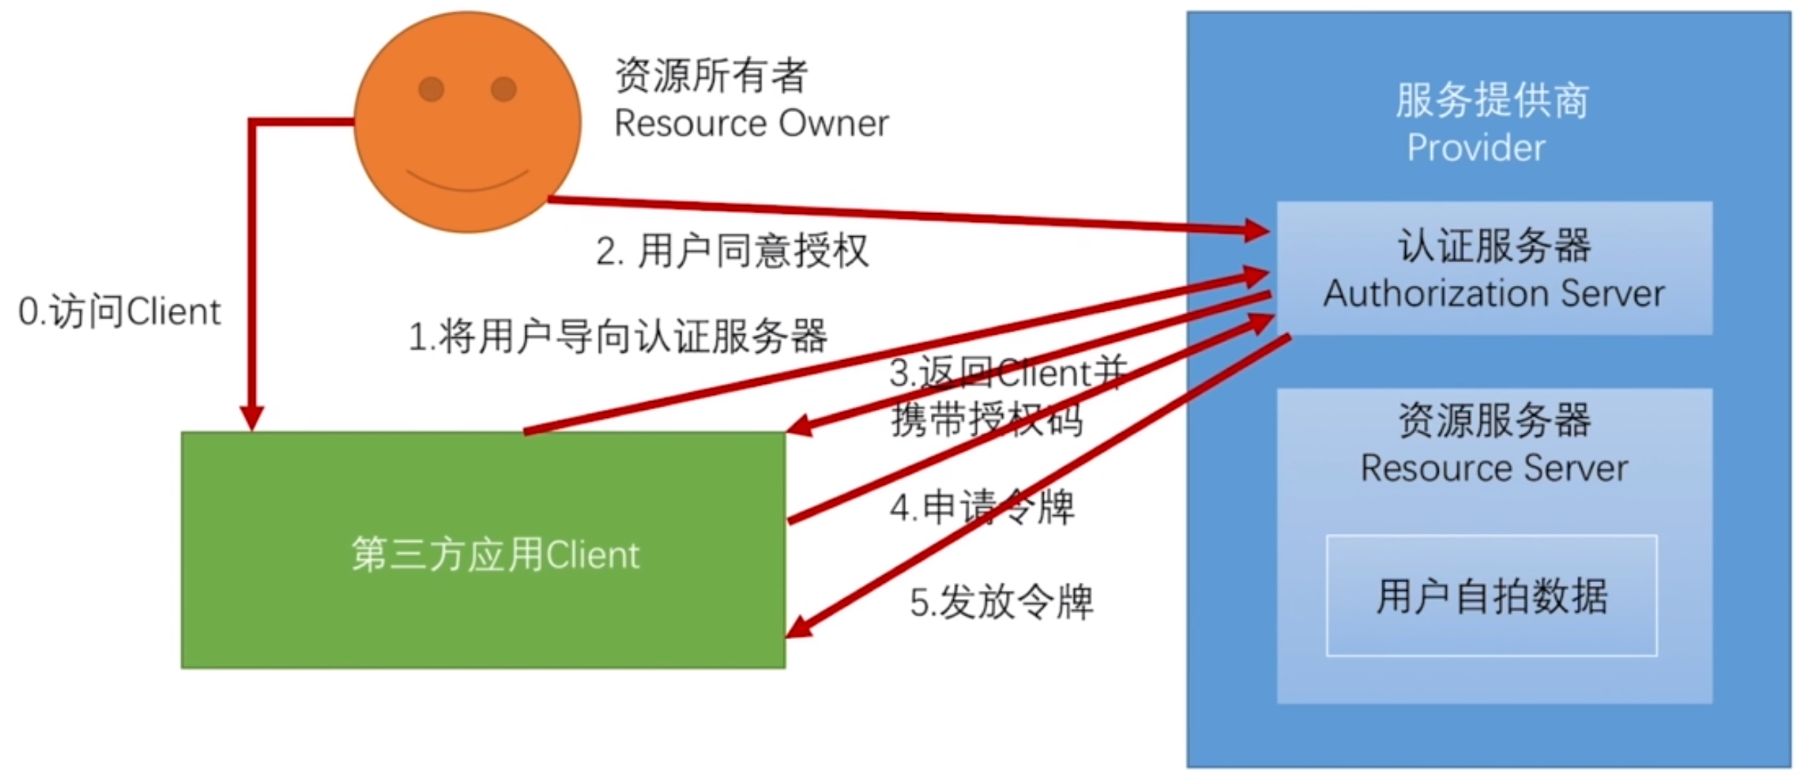 资源所有者
Resource Owner
服务提供商
Provider
认证服务器
Authorization Server
2. 用户同意授权
0.访问Client
1.将用户导向认证服务器
3.返回Client并
携带授权码
资源服务器
Resource Server
4.申请令牌
第三方应用Client
5.发放令牌
用户自拍数据